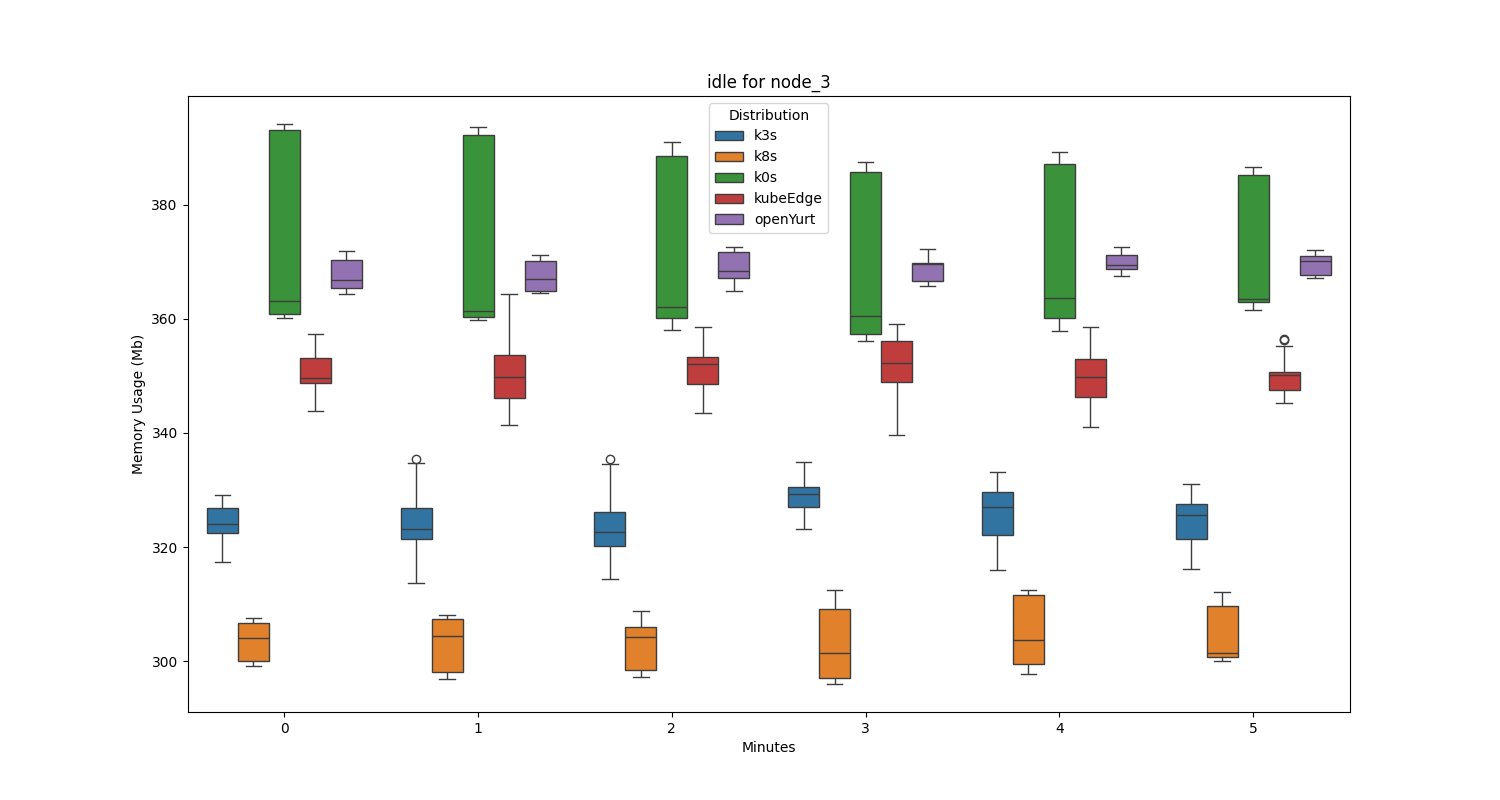 idle for node_3
Distribution
k3s
k8s
k0s
kubeEdge
openYurt
Memory Usage (Mb)
380
360
340
320
300
0 1 2 3 4 5
Minutes